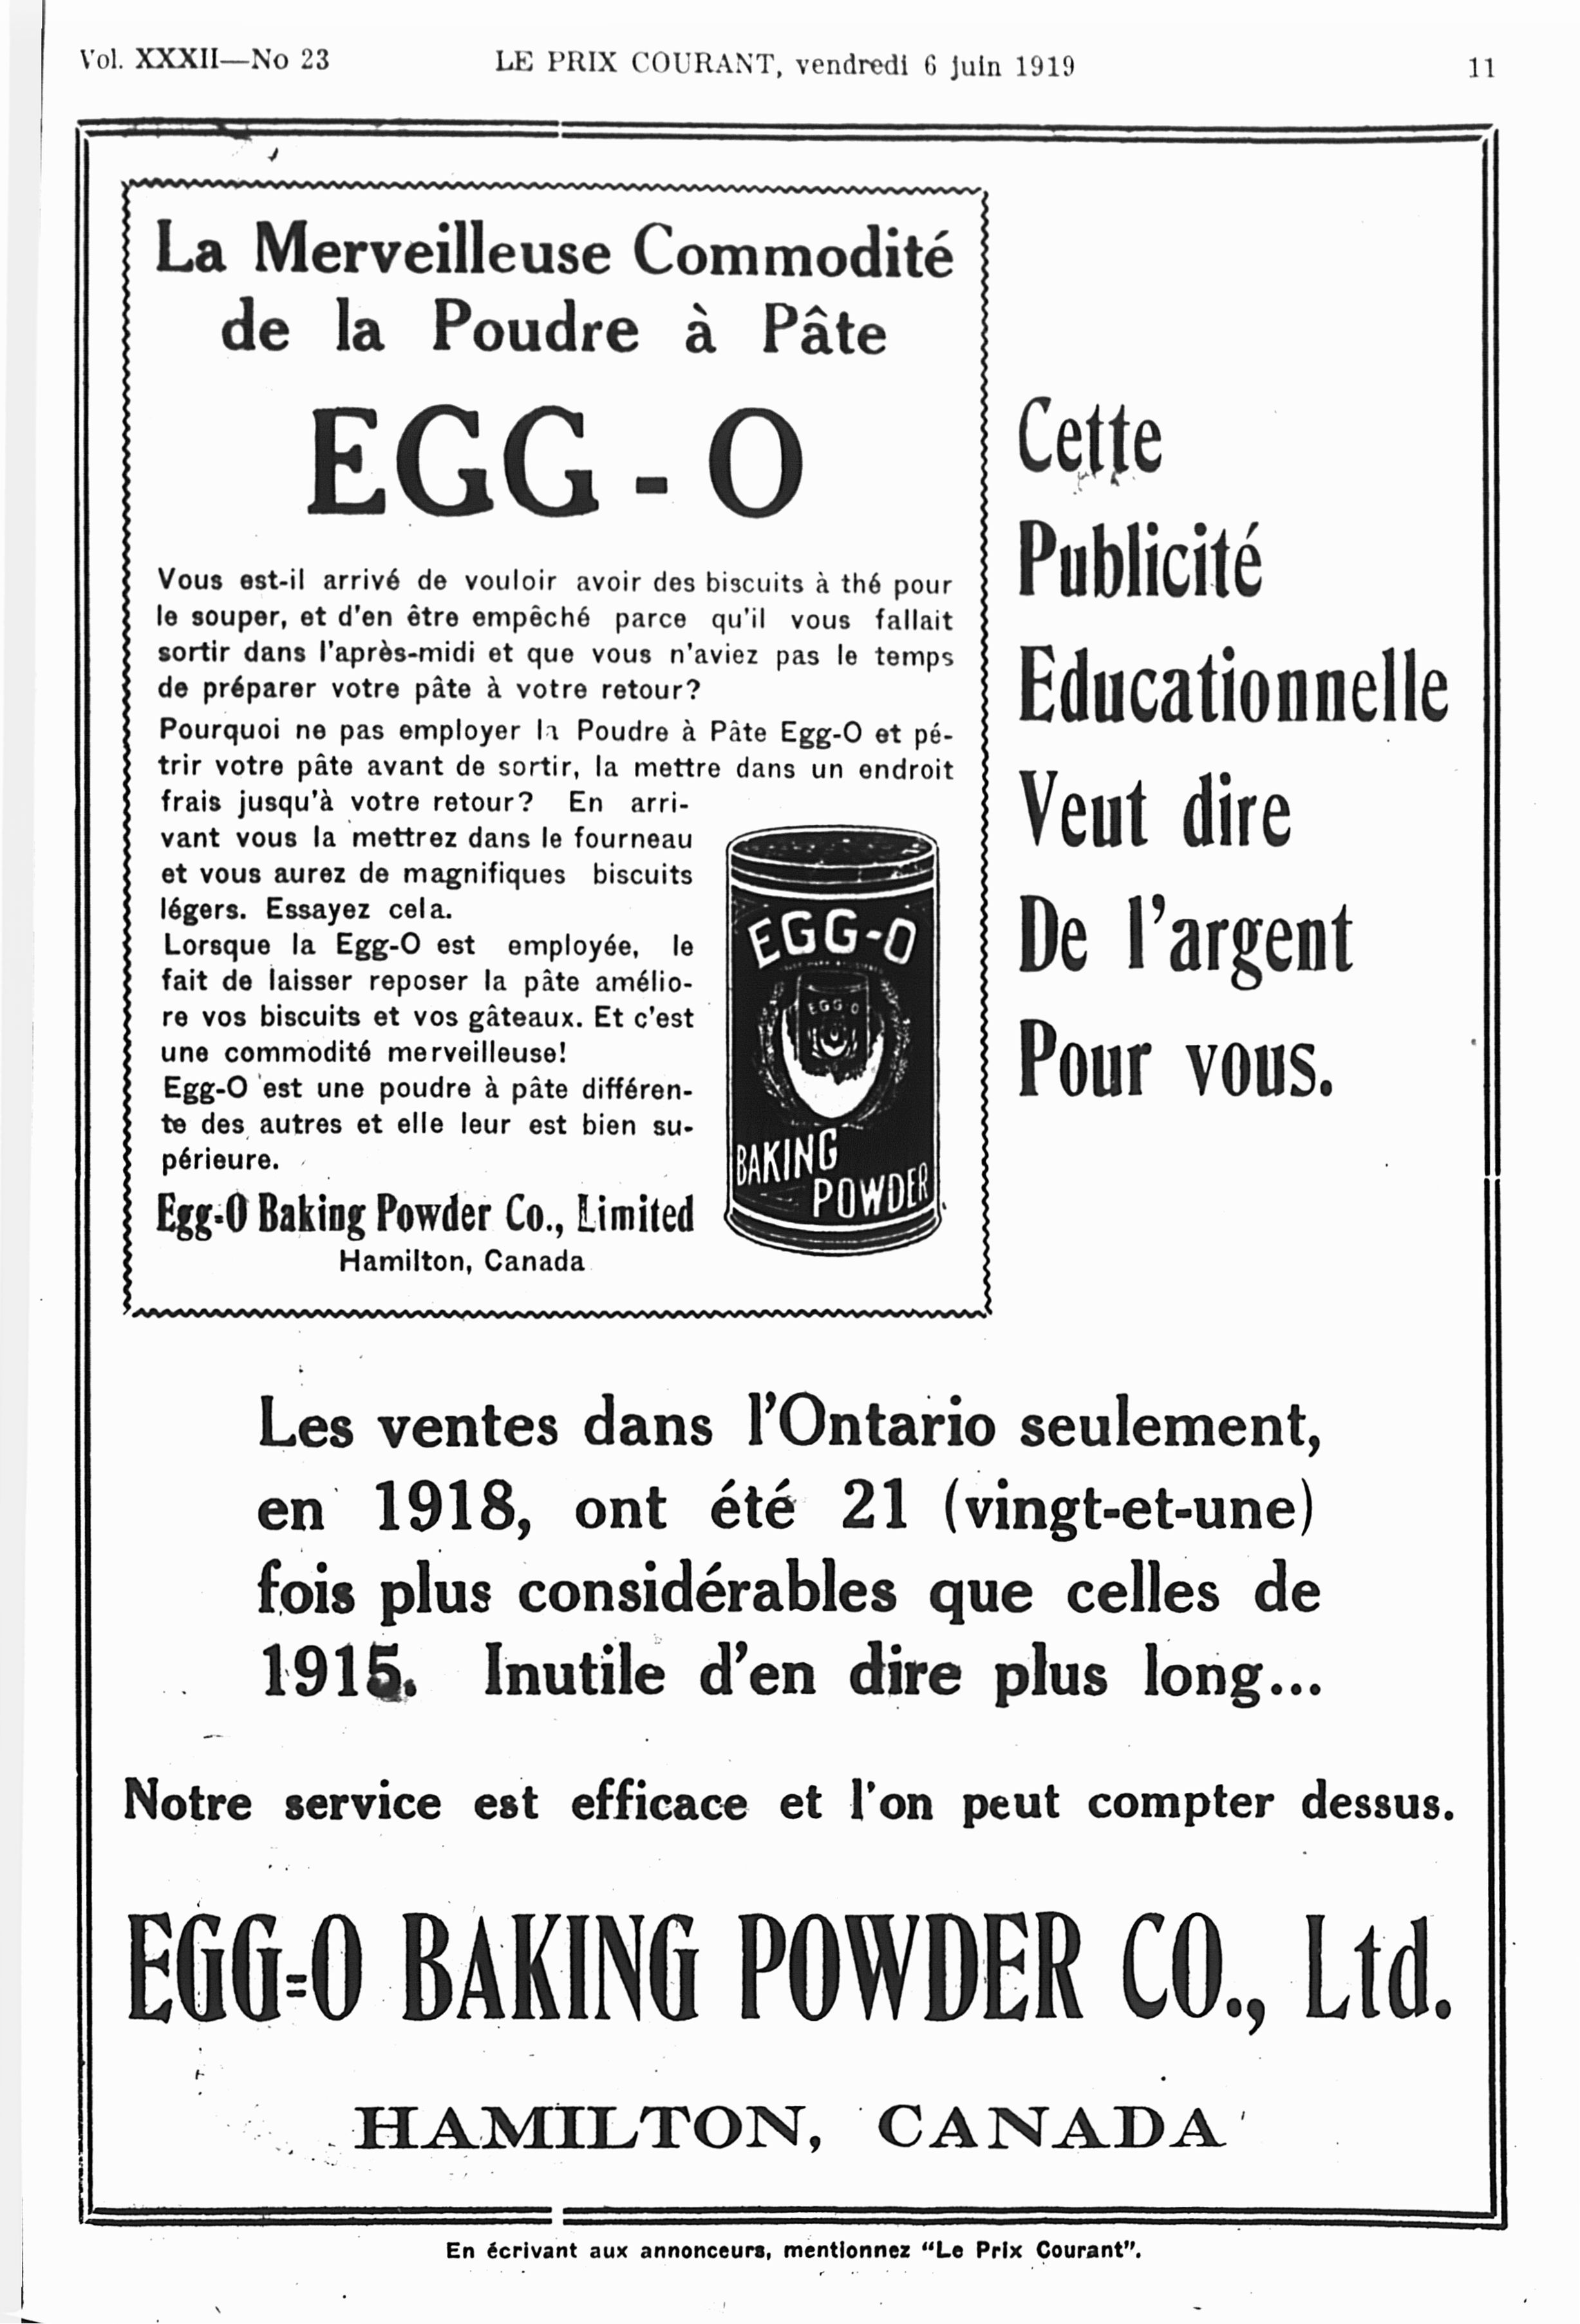 Vol. XXXII—No 23 LE PRIX COURANT, vendredi 6 juin 1919 11
La Merveilleuse Commodité
de la Poudre à Pâte
EGG-O
Vous est-il arrivé de vouloir avoir des biscuits à thé pour
le souper, et d'en être empêché parce qu'il vous fallait
sortir dans l'après-midi et que vous n'aviez pas le temps
de préparer votre pâte à votre retour?
Pourquoi ne pas employer la Poudre à Pâte Egg-O et pé-
trir votre pâte avant de sortir, la mettre dans un endroit
frais jusqu'à votre retour? En arri-
vant vous la mettrez dans le fourneau
et vous aurez de magnifiques biscuits
légers. Essayez cela.
Lorsque la Egg-O est employée, le
fait de laisser reposer la pâte amélio-
re vos biscuits et vos gâteaux. Et c'est
une commodité merveilleuse!
Egg-O est une poudre à pâte différen-
te des autres et elle leur est bien su-
périeure.
Egg-O Baking Powder Co., Limited
Hamilton, Canada
EGG-O
EGG-O
BAKING
POWDER
Cette
Publicité
Educationnelle
Veut dire
De l'argent
Pour vous.
Les ventes dans l'Ontario seulement,
en 1918, ont été 21 (vingt-et-une)
fois plus considérables que celles de
1915. Inutile d'en dire plus long...
Notre service est efficace et l'on peut compter dessus.
EGG-O BAKING POWDER CO., Ltd.
HAMILTON, CANADA
En écrivant aux annonceurs, mentionnez "Le Prix Courant".